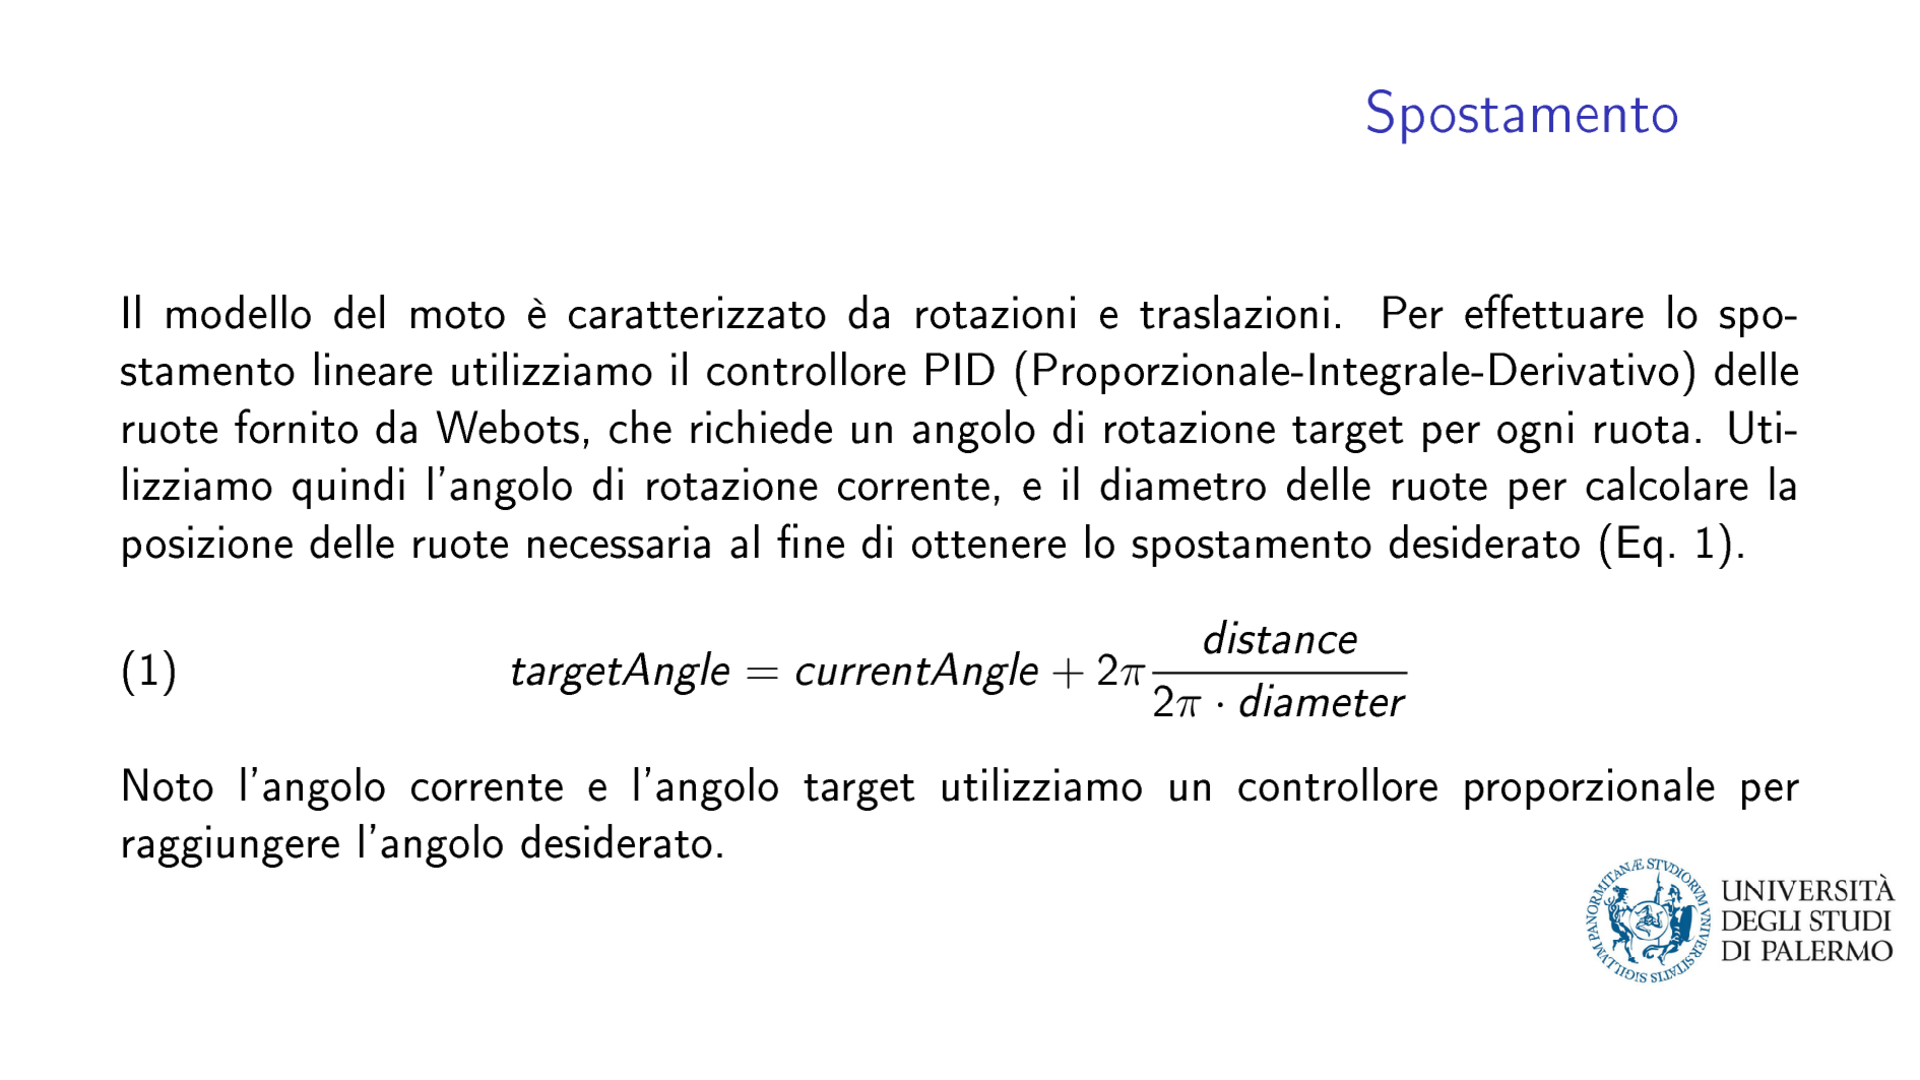 Spostamento
Il modello del moto è caratterizzato da rotazioni e traslazioni. Per effettuare lo spo-
stamento lineare utilizziamo il controllore PID (Proporzionale-Integrale-Derivativo) delle
ruote fornito da Webots, che richiede un angolo di rotazione target per ogni ruota. Uti-
lizziamo quindi l'angolo di rotazione corrente, e il diametro delle ruote per calcolare la
posizione delle ruote necessaria al fine di ottenere lo spostamento desiderato (Eq. 1).
(1) targetAngle = currentAngle + 2π distance / 2π · diameter
Noto l'angolo corrente e l'angolo target utilizziamo un controllore proporzionale per
raggiungere l'angolo desiderato.
SIGILLVM PANORMITANÆ STVDIORVM VNIVERSITATIS
UNIVERSITÀ
DEGLI STUDI
DI PALERMO